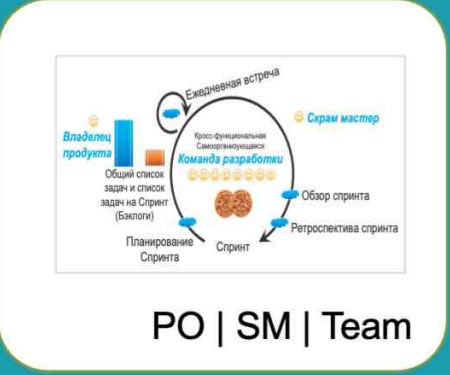 Ежедневная встреча
Скрам мастер
Владелец
продукта
Кросс-функциональная
Самоорганизующаяся
Команда разработки
Общий список
задач и список
задач на Спринт
(Бэклоги)
Обзор спринта
Ретроспектива спринта
Планирование
Спринта
Спринт
PO | SM | Team